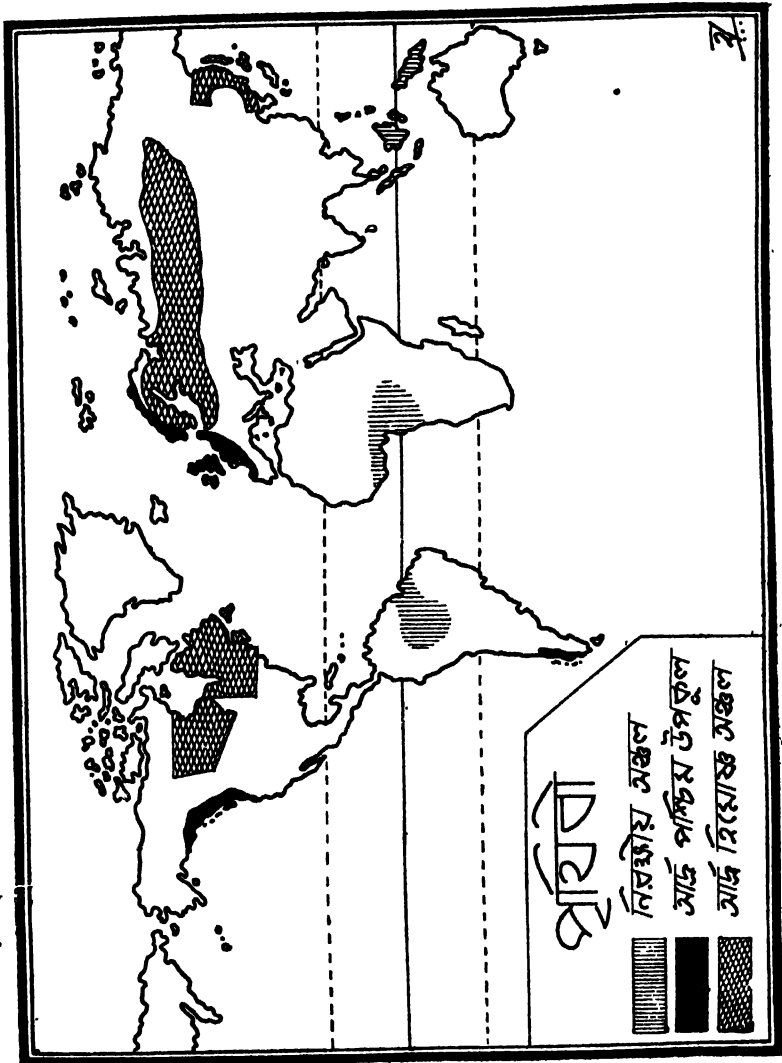 পৃথিবী
নিরক্ষীয় অঞ্চল
আর্দ্র পশ্চিম উপকূল
আর্দ্র হিমোষ্ণ অঞ্চল